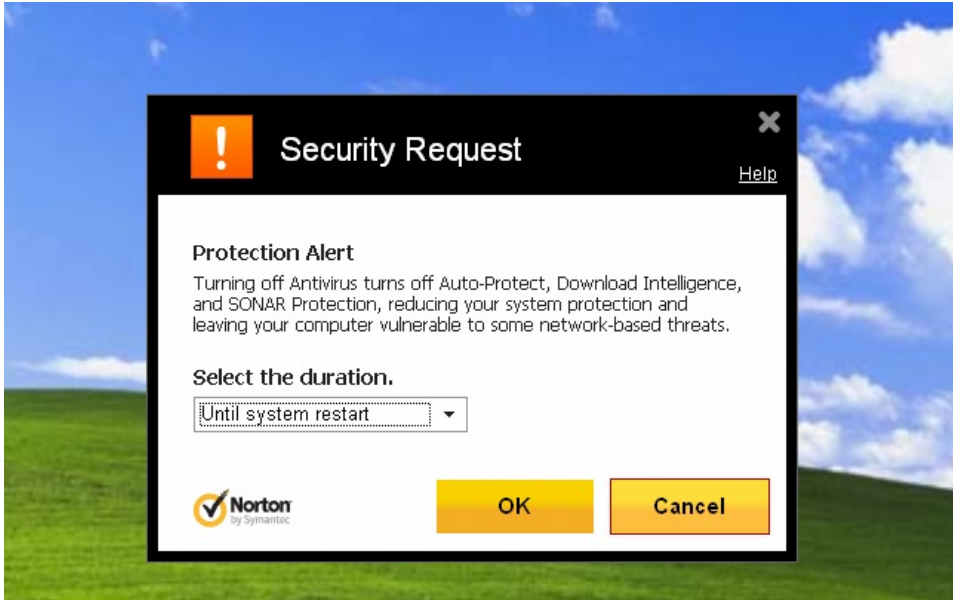 !
Security Request
Help
Protection Alert
Turning off Antivirus turns off Auto-Protect, Download Intelligence,
and SONAR Protection, reducing your system protection and
leaving your computer vulnerable to some network-based threats.
Select the duration.
Until system restart
Norton
by Symantec
OK
Cancel